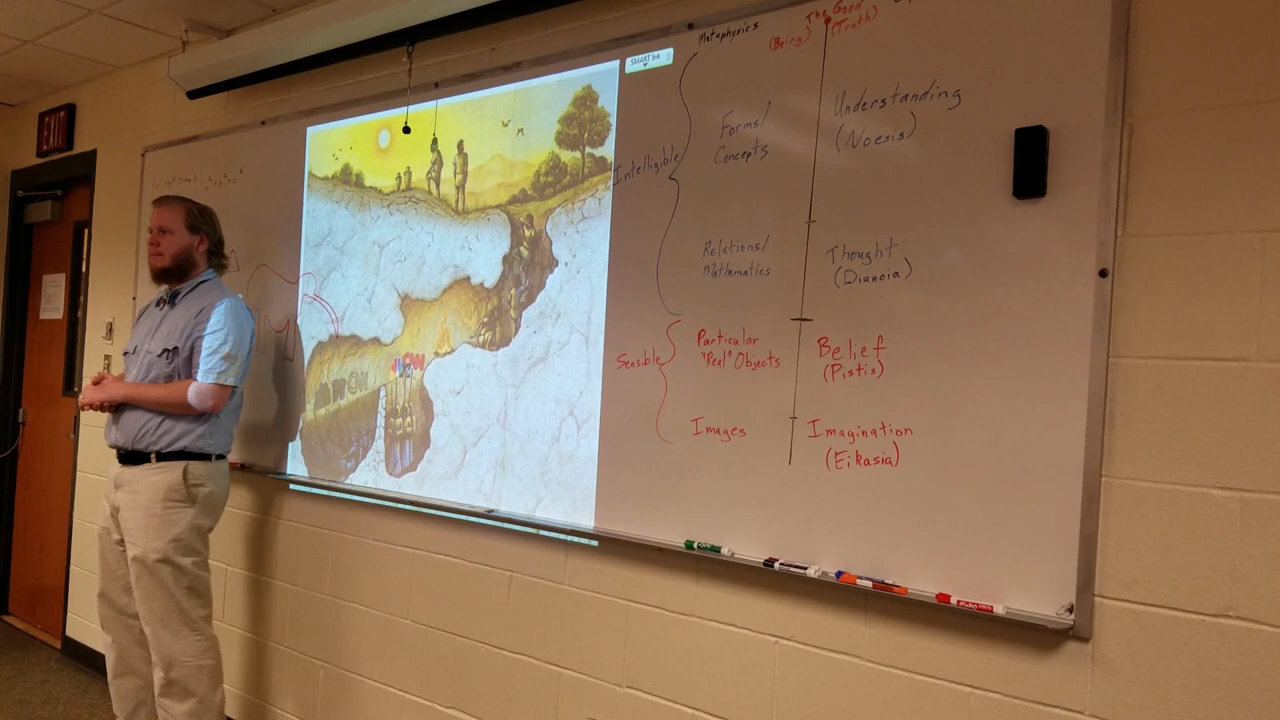 EXIT
SMART Ink
Metaphysics
The Good
(Being)
(Truth)
Intelligible
Forms/
Concepts
Understanding
(Noesis)
Relations/
Mathematics
Thought
(Dianoia)
Sensible
Particular
"Real" Objects
Belief
(Pistis)
Images
Imagination
(Eikasia)
EXPO